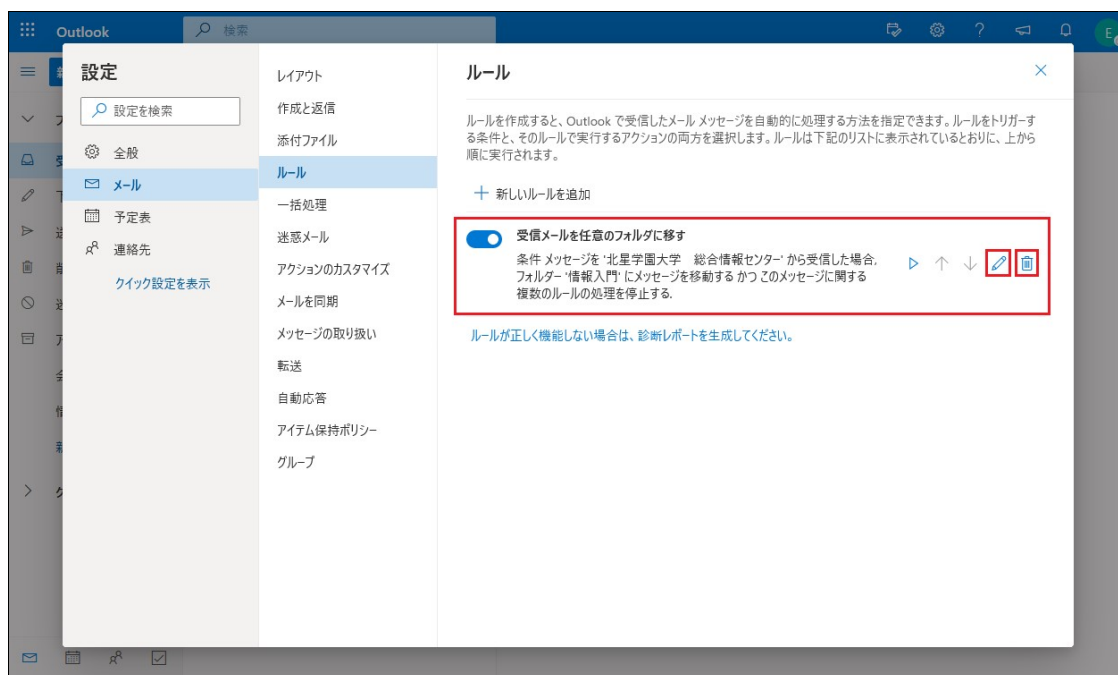 Outlook
検索
設定
設定を検索
全般
メール
予定表
連絡先
クイック設定を表示
レイアウト
作成と返信
添付ファイル
ルール
一括処理
迷惑メール
アクションのカスタマイズ
メールを同期
メッセージの取り扱い
転送
自動応答
アイテム保持ポリシー
グループ
ルール
ルールを作成すると、Outlook で受信したメール メッセージを自動的に処理する方法を指定できます。ルールをトリガーす
る条件と、そのルールで実行するアクションの両方を選択します。ルールは下記のリストに表示されているとおりに、上から
順に実行されます。
新しいルールを追加
受信メールを任意のフォルダに移す
条件 メッセージを '北星学園大学　総合情報センター' から受信した場合,
フォルダー '情報入門' にメッセージを移動する かつ このメッセージに関する
複数のルールの処理を停止する.
ルールが正しく機能しない場合は、診断レポートを生成してください。
E